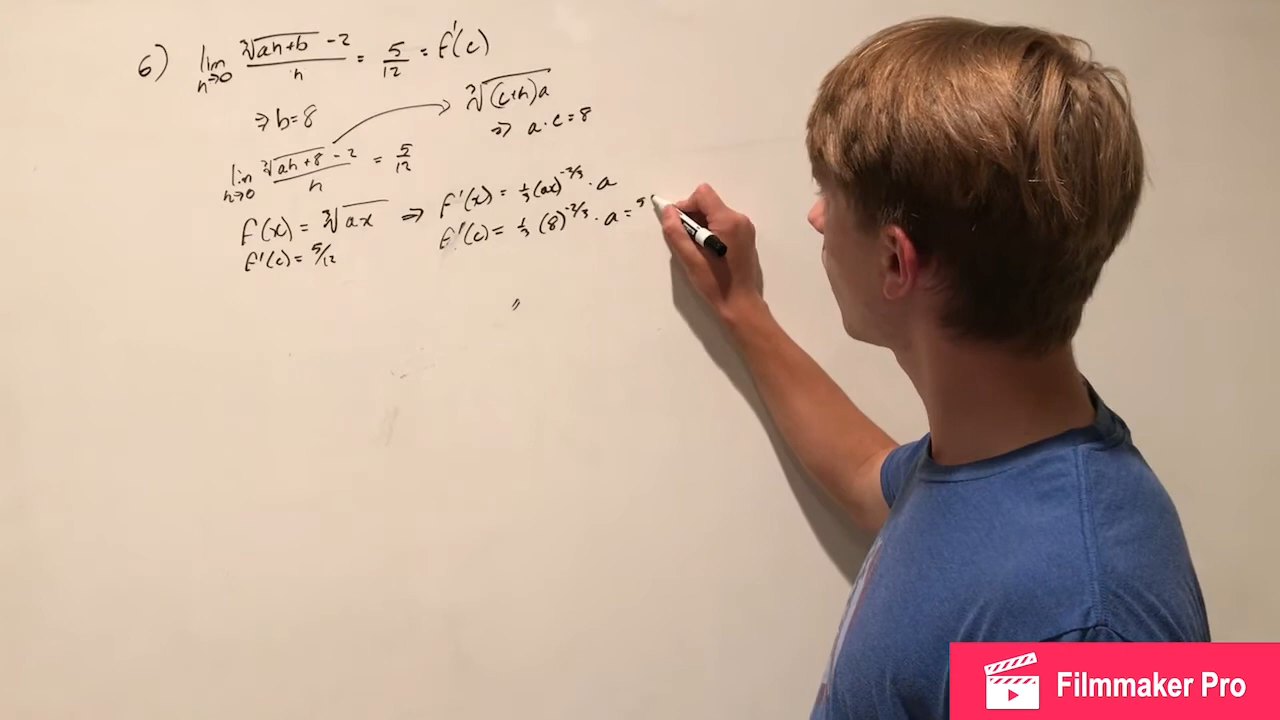 6) lim h→0 ∛(ah+b) - 2 / h = 5/12 = f'(c)
⇒ b=8
∛((c+h)a)
⇒ a·c=8
lim h→0 ∛(ah+8) - 2 / h = 5/12
f(x) = ∛(ax) ⇒ f'(x) = 1/3 (ax)^-2/3 · a
f'(c) = 5/12
f'(c) = 1/3 (8)^-2/3 · a = 5
"
Filmmaker Pro